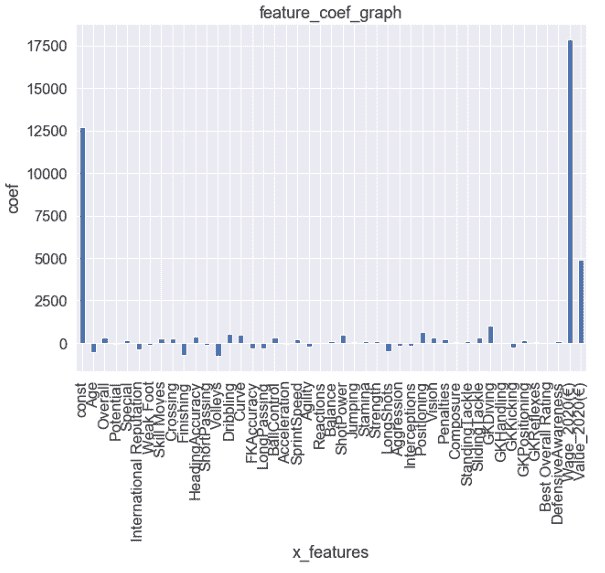 feature_coef_graph
17500
15000
12500
10000
7500
5000
2500
0
coef
const
Age
Overall
Potential
Special
International Reputation
Weak Foot
Skill Moves
Crossing
Finishing
HeadingAccuracy
ShortPassing
Volleys
Dribbling
Curve
FKAccuracy
LongPassing
BallControl
Acceleration
SprintSpeed
Agility
Reactions
Balance
ShotPower
Jumping
Stamina
Strength
LongShots
Aggression
Interceptions
Positioning
Vision
Penalties
Composure
StandingTackle
SlidingTackle
GKDiving
GKHandling
GKKicking
GKPositioning
GKReflexes
Best Overall Rating
DefensiveAwareness
Wage_2020(€)
Value_2020(€)
x_features